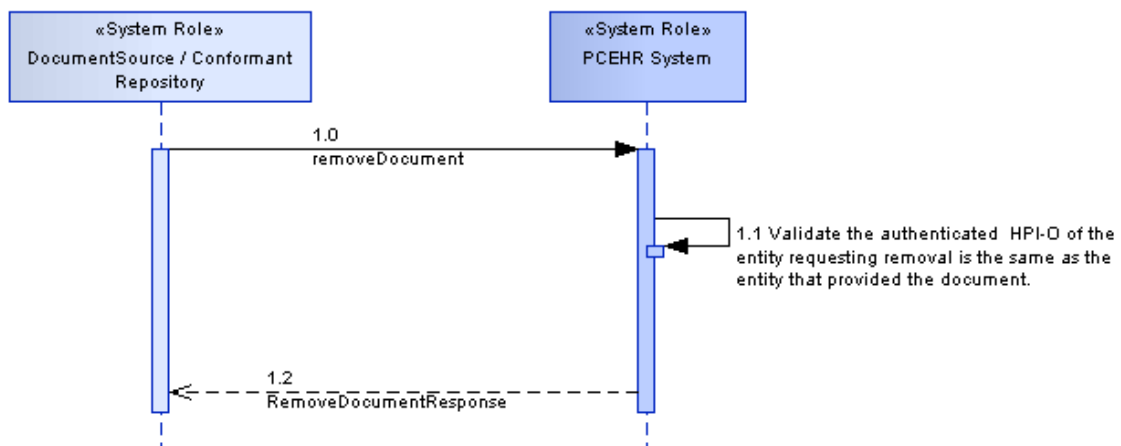 «System Role»
DocumentSource / Conformant
Repository
«System Role»
PCEHR System
1.0
removeDocument
1.1 Validate the authenticated HPI-O of the
entity requesting removal is the same as the
entity that provided the document.
1.2
RemoveDocumentResponse